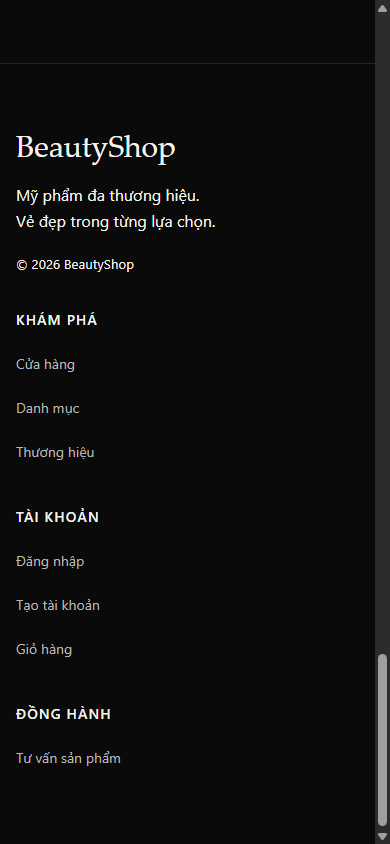 BeautyShop
Mỹ phẩm đa thương hiệu.
Vẻ đẹp trong từng lựa chọn.
© 2026 BeautyShop
KHÁM PHÁ
Cửa hàng
Danh mục
Thương hiệu
TÀI KHOẢN
Đăng nhập
Tạo tài khoản
Giỏ hàng
ĐỒNG HÀNH
Tư vấn sản phẩm